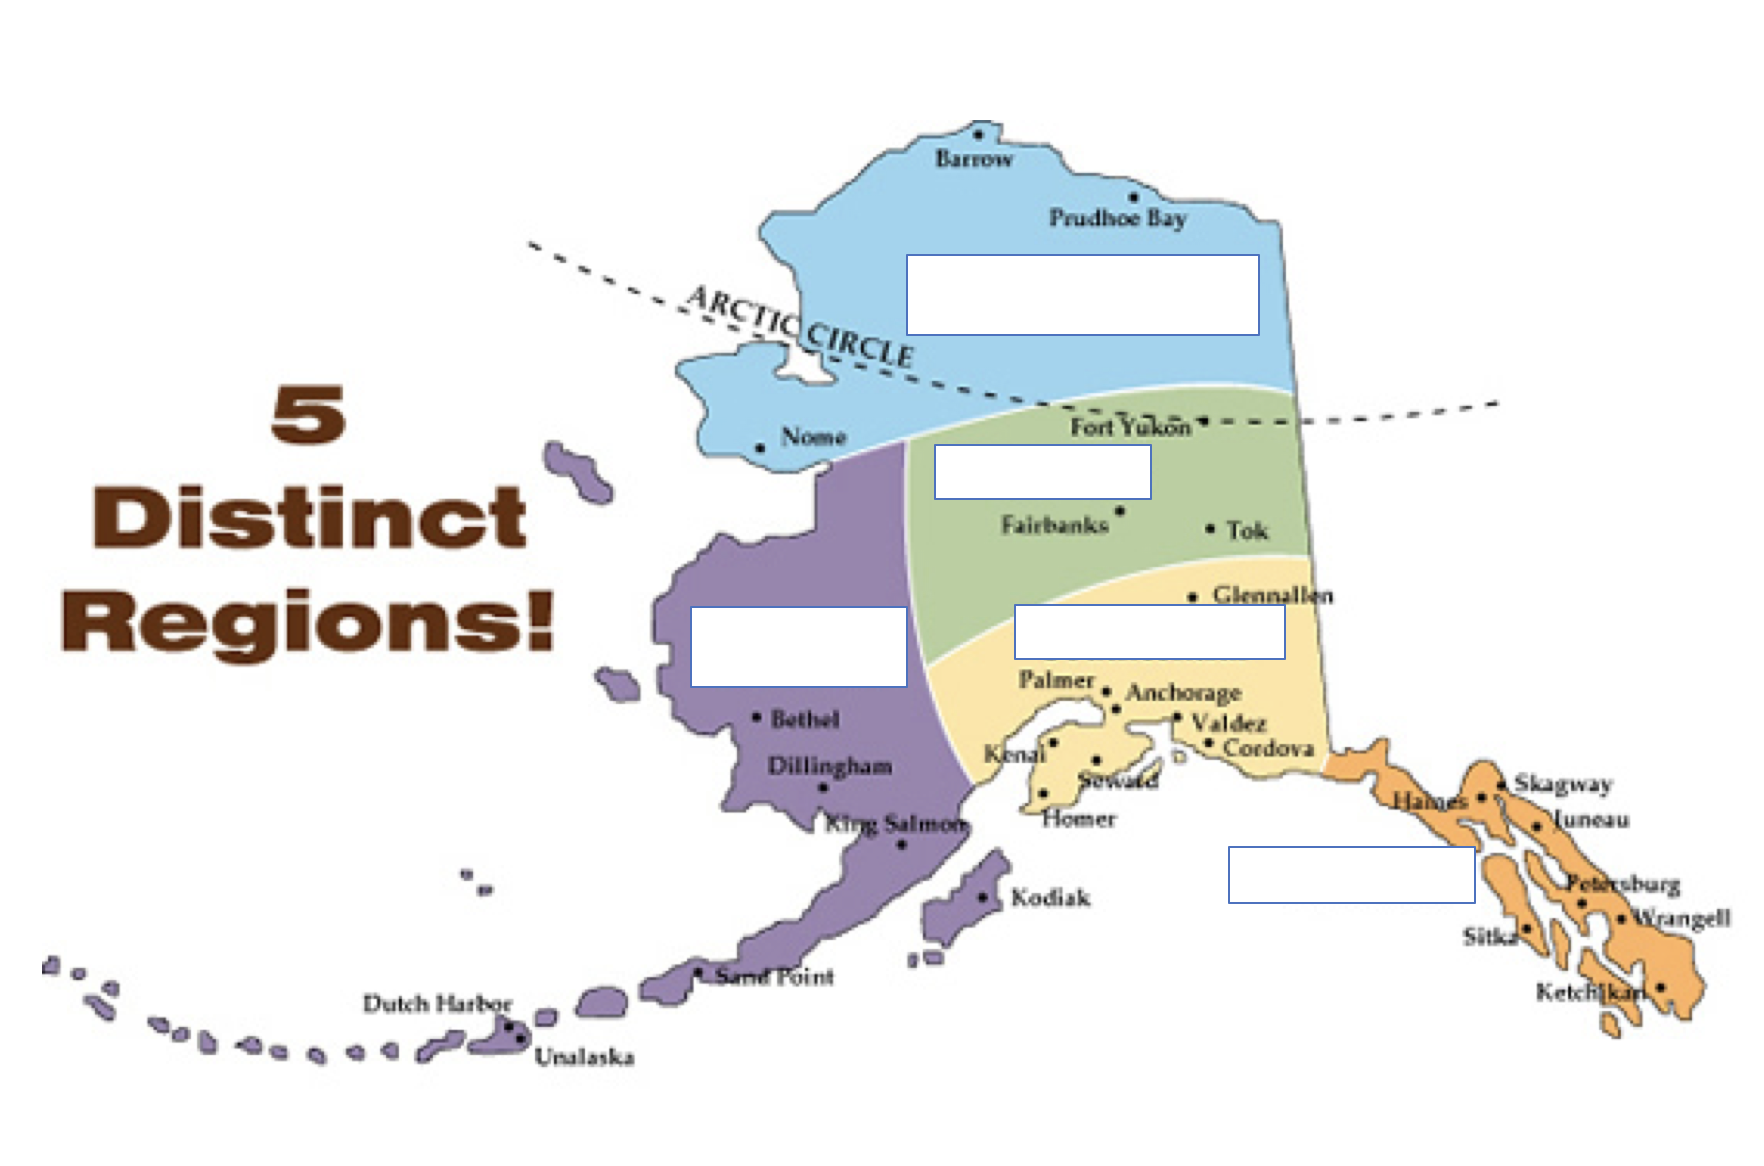 Barrow
Prudhoe Bay
ARCTIC CIRCLE
5
Distinct
Regions!
Nome
Fort Yukon
Fairbanks
Tok
Glennallen
Palmer
Anchorage
Valdez
Cordova
Kenai
Seward
Homer
Bethel
Dillingham
King Salmon
Kodiak
Skagway
Haines
Juneau
Petersburg
Wrangell
Sitka
Ketchikan
Sand Point
Dutch Harbor
Unalaska